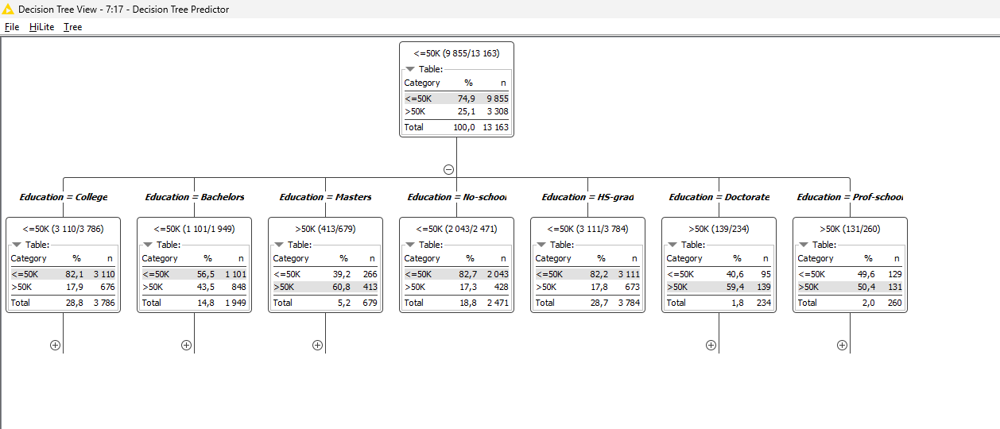 Decision Tree View - 7:17 - Decision Tree Predictor
File HiLite Tree
<=50K (9 855/13 163)
Table:
Category % n
<=50K 74,9 9 855
>50K 25,1 3 308
Total 100,0 13 163
Education = College
<=50K (3 110/3 786)
Table:
Category % n
<=50K 82,1 3 110
>50K 17,9 676
Total 28,8 3 786
Education = Bachelors
<=50K (1 101/1 949)
Table:
Category % n
<=50K 56,5 1 101
>50K 43,5 848
Total 14,8 1 949
Education = Masters
>50K (413/679)
Table:
Category % n
<=50K 39,2 266
>50K 60,8 413
Total 5,2 679
Education = No-school
<=50K (2 043/2 471)
Table:
Category % n
<=50K 82,7 2 043
>50K 17,3 428
Total 18,8 2 471
Education = HS-grad
<=50K (3 111/3 784)
Table:
Category % n
<=50K 82,2 3 111
>50K 17,8 673
Total 28,7 3 784
Education = Doctorate
>50K (139/234)
Table:
Category % n
<=50K 40,6 95
>50K 59,4 139
Total 1,8 234
Education = Prof-school
>50K (131/260)
Table:
Category % n
<=50K 49,6 129
>50K 50,4 131
Total 2,0 260